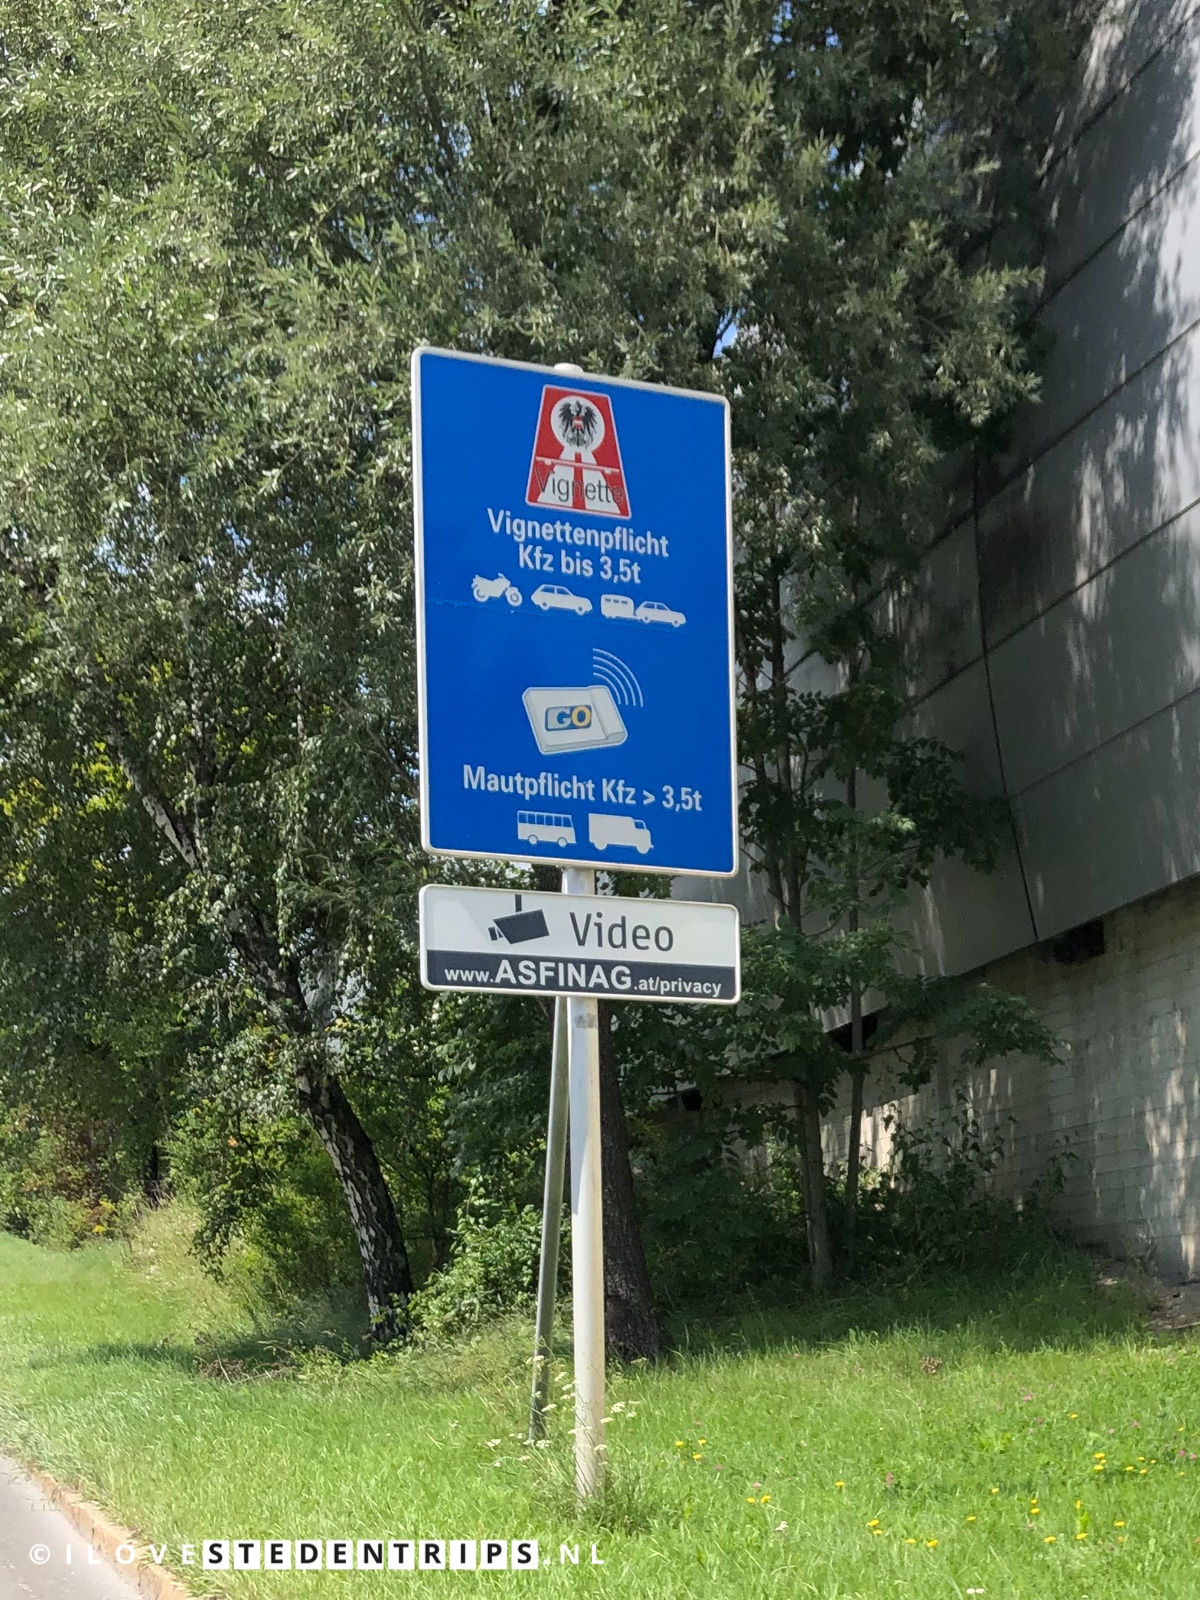 Vignette
Vignettenpflicht
Kfz bis 3,5t
GO
Mautpflicht Kfz > 3,5t
Video
www.ASFINAG.at/privacy
© ILOVESTEDENTRIPS.NL